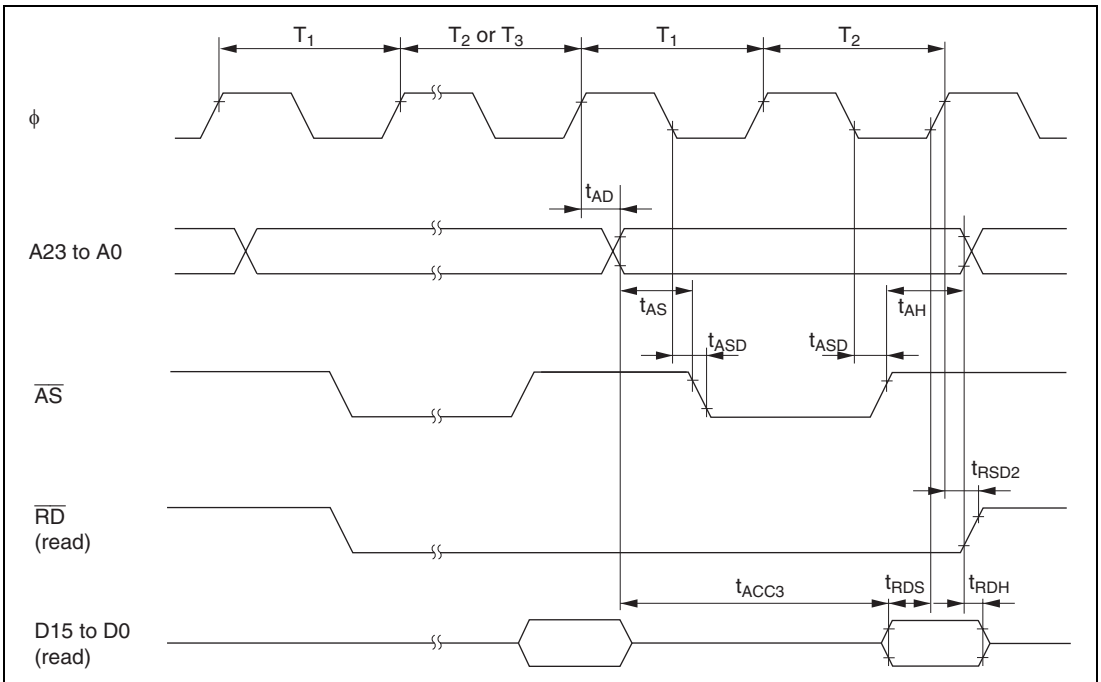 T1 T2 or T3 T1 T2
ϕ
tAD
A23 to A0
tAS tAH
tASD tASD
AS
tRSD2
RD
(read)
tACC3 tRDS tRDH
D15 to D0
(read)